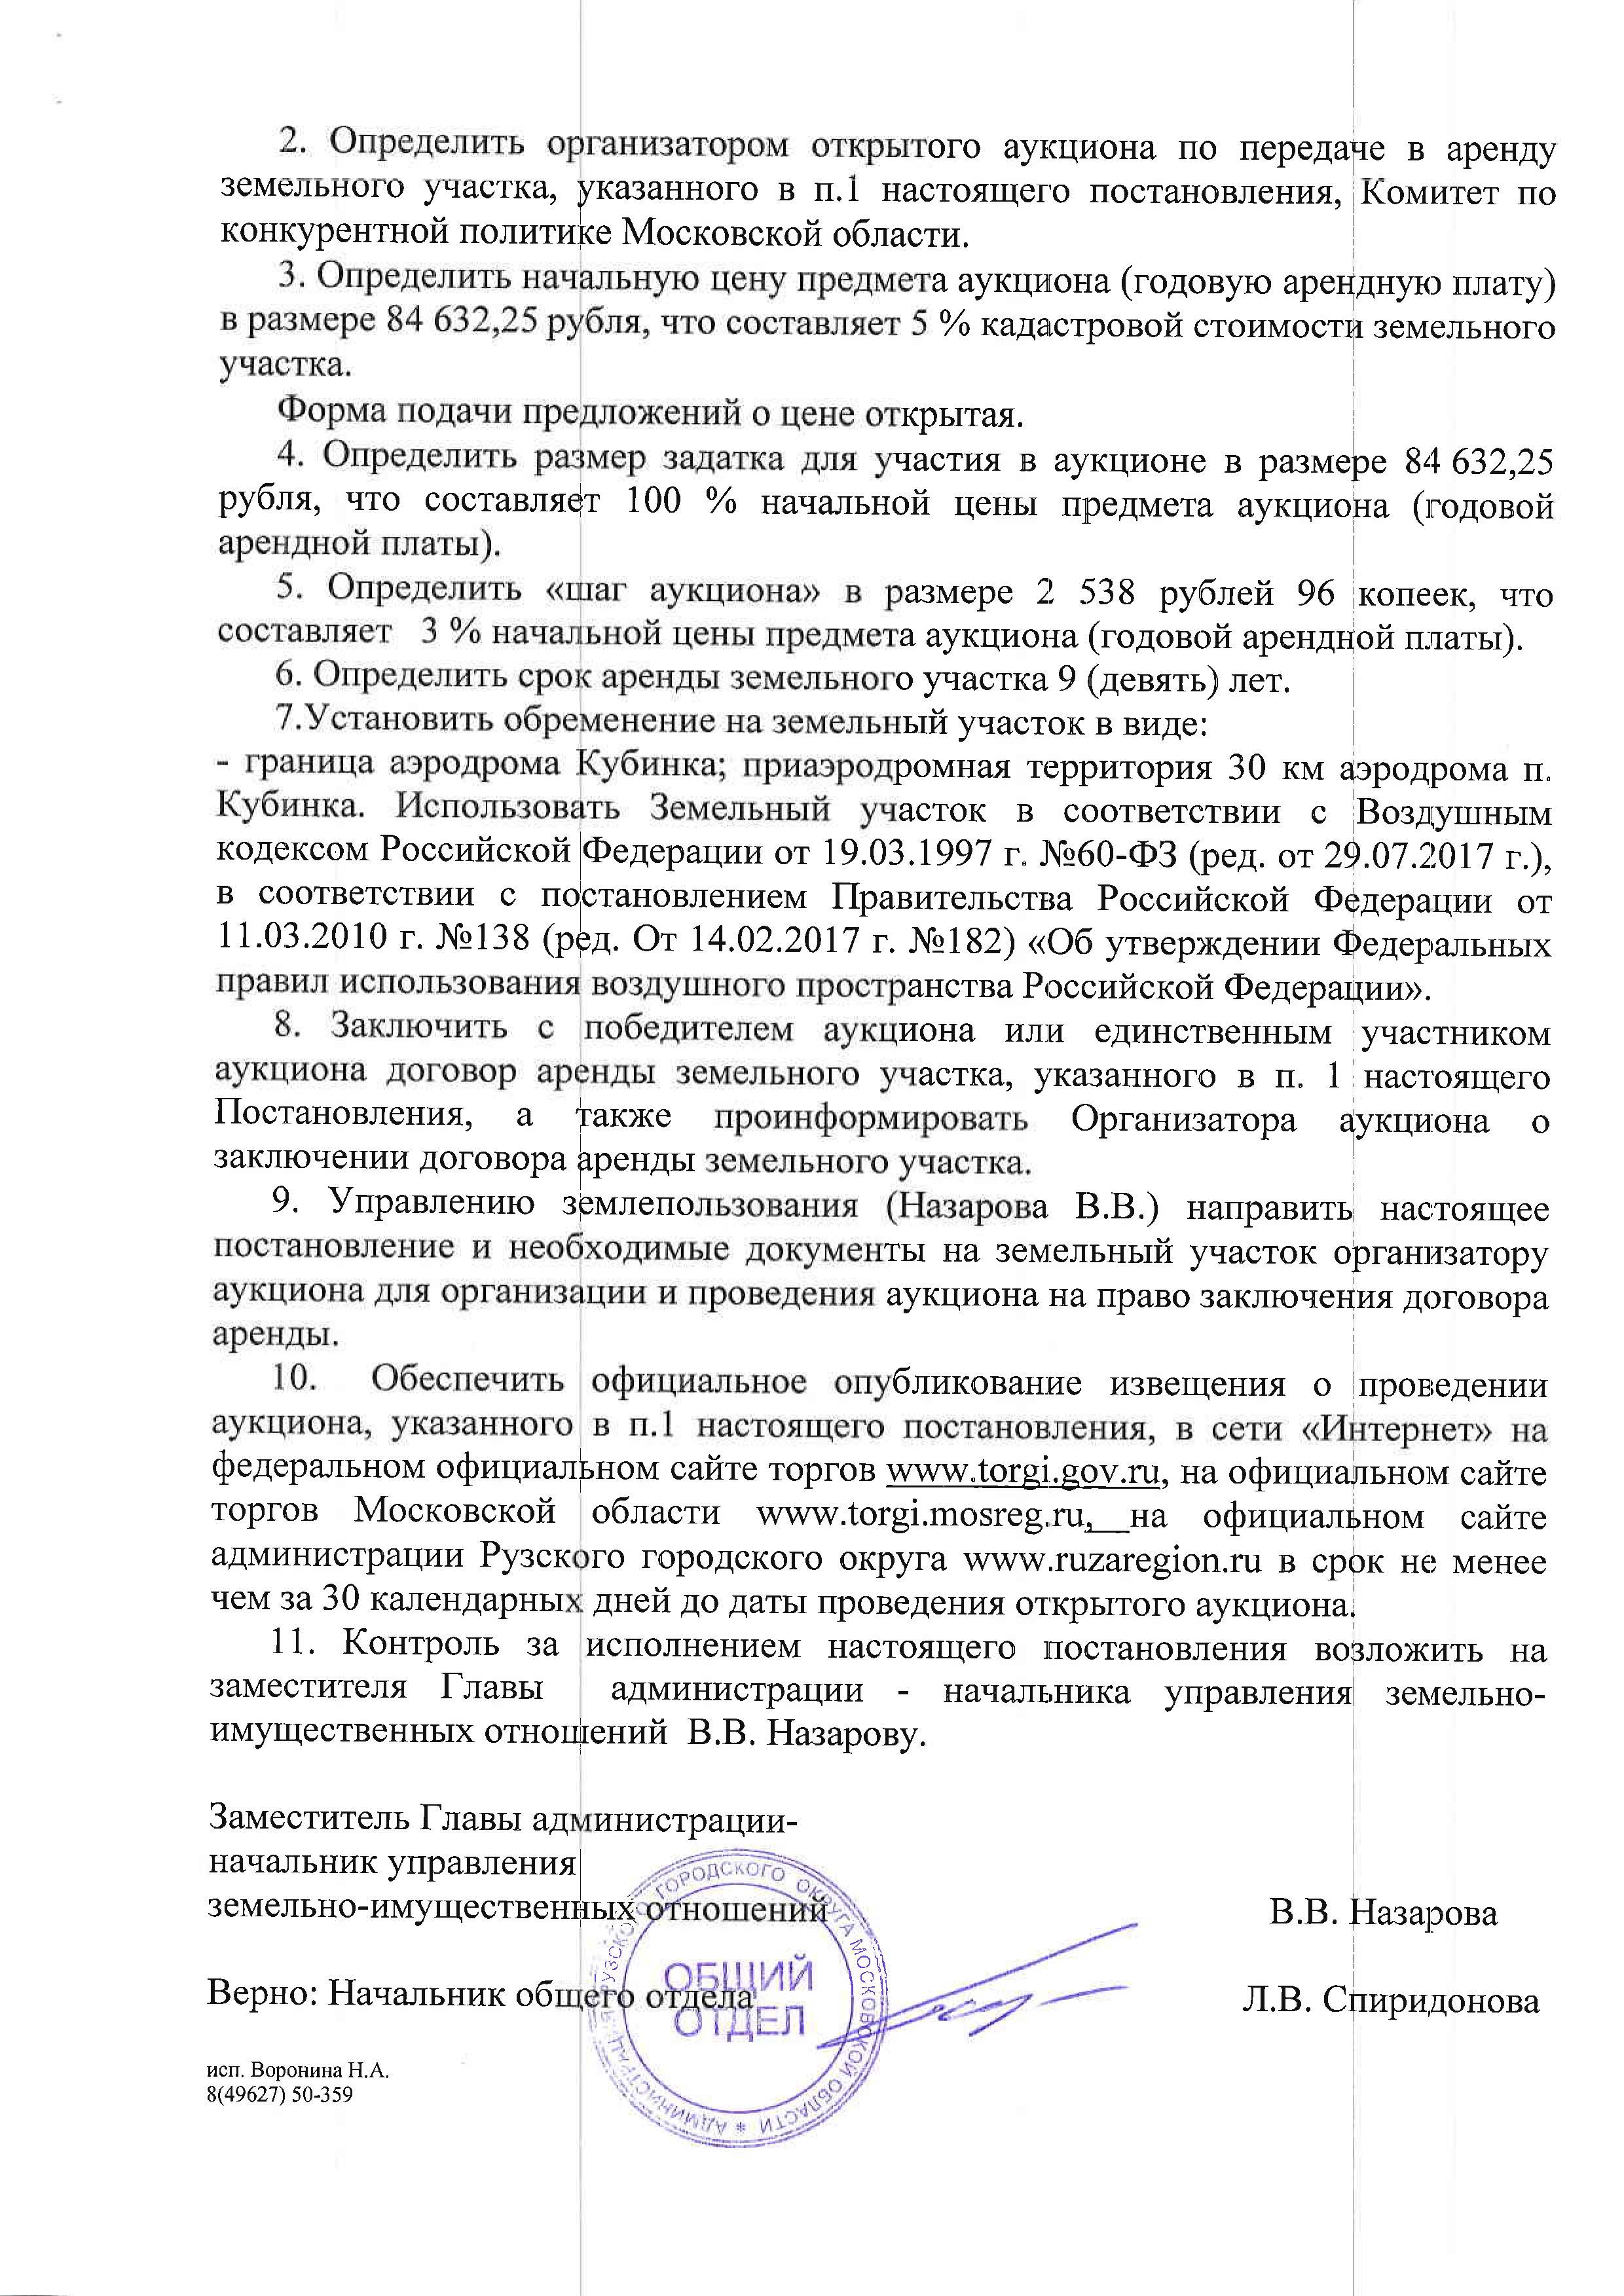 2. Определить организатором открытого аукциона по передаче в аренду
земельного участка, указанного в п.1 настоящего постановления, Комитет по
конкурентной политике Московской области.
3. Определить начальную цену предмета аукциона (годовую арендную плату)
в размере 84 632,25 рубля, что составляет 5 % кадастровой стоимости земельного
участка.
Форма подачи предложений о цене открытая.
4. Определить размер задатка для участия в аукционе в размере 84 632,25
рубля, что составляет 100 % начальной цены предмета аукциона (годовой
арендной платы).
5. Определить «шаг аукциона» в размере 2 538 рублей 96 копеек, что
составляет 3 % начальной цены предмета аукциона (годовой арендной платы).
6. Определить срок аренды земельного участка 9 (девять) лет.
7.Установить обременение на земельный участок в виде:
- граница аэродрома Кубинка; приаэродромная территория 30 км аэродрома п.
Кубинка. Использовать Земельный участок в соответствии с Воздушным
кодексом Российской Федерации от 19.03.1997 г. №60-ФЗ (ред. от 29.07.2017 г.),
в соответствии с постановлением Правительства Российской Федерации от
11.03.2010 г. №138 (ред. От 14.02.2017 г. №182) «Об утверждении Федеральных
правил использования воздушного пространства Российской Федерации».
8. Заключить с победителем аукциона или единственным участником
аукциона договор аренды земельного участка, указанного в п. 1 настоящего
Постановления, а также проинформировать Организатора аукциона о
заключении договора аренды земельного участка.
9. Управлению землепользования (Назарова В.В.) направить настоящее
постановление и необходимые документы на земельный участок организатору
аукциона для организации и проведения аукциона на право заключения договора
аренды.
10. Обеспечить официальное опубликование извещения о проведении
аукциона, указанного в п.1 настоящего постановления, в сети «Интернет» на
федеральном официальном сайте торгов www.torgi.gov.ru, на официальном сайте
торгов Московской области www.torgi.mosreg.ru, на официальном сайте
администрации Рузского городского округа www.ruzaregion.ru в срок не менее
чем за 30 календарных дней до даты проведения открытого аукциона.
11. Контроль за исполнением настоящего постановления возложить на
заместителя Главы администрации - начальника управления земельно-
имущественных отношений В.В. Назарову.
Заместитель Главы администрации-
начальник управления
земельно-имущественных отношений В.В. Назарова
Верно: Начальник общего отдела Л.В. Спиридонова
исп. Воронина Н.А.
8(49627) 50-359
АДМИНИСТРАЦИЯ РУЗСКОГО ГОРОДСКОГО ОКРУГА МОСКОВСКОЙ ОБЛАСТИ *
ОБЩИЙ
ОТДЕЛ